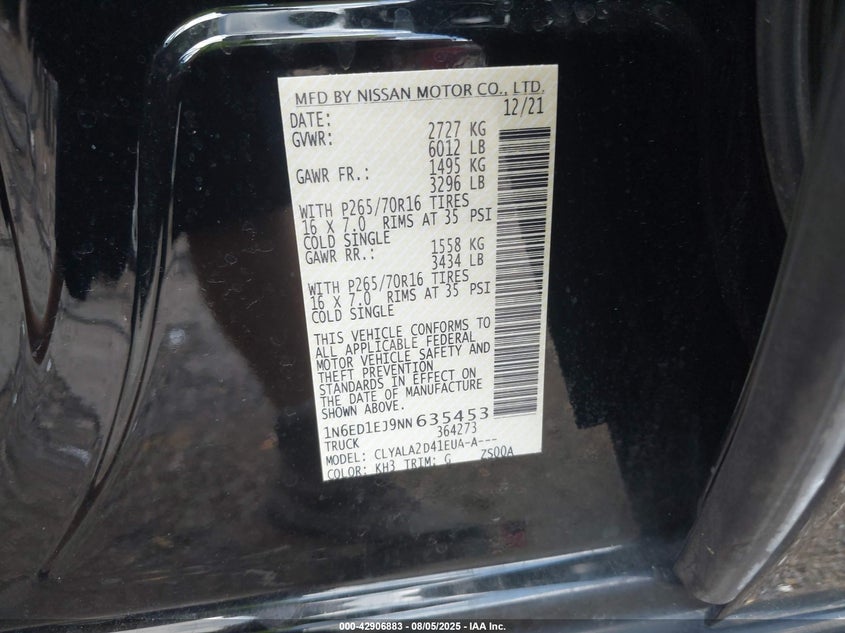 MFD BY NISSAN MOTOR CO., LTD.
DATE: 12/21
GVWR: 2727 KG
6012 LB
GAWR FR.: 1495 KG
3296 LB
WITH P265/70R16 TIRES
16 X 7.0 RIMS AT 35 PSI
COLD SINGLE
GAWR RR.: 1558 KG
3434 LB
WITH P265/70R16 TIRES
16 X 7.0 RIMS AT 35 PSI
COLD SINGLE
THIS VEHICLE CONFORMS TO
ALL APPLICABLE FEDERAL
MOTOR VEHICLE SAFETY AND
THEFT PREVENTION
STANDARDS IN EFFECT ON
THE DATE OF MANUFACTURE
SHOWN ABOVE.
1N6ED1EJ9NN635453
TRUCK 364273
MODEL: CLYALA2D41EUA-A---
COLOR: KH3 TRIM: G ZS00A
000-42906883 - 08/05/2025 - IAA Inc.